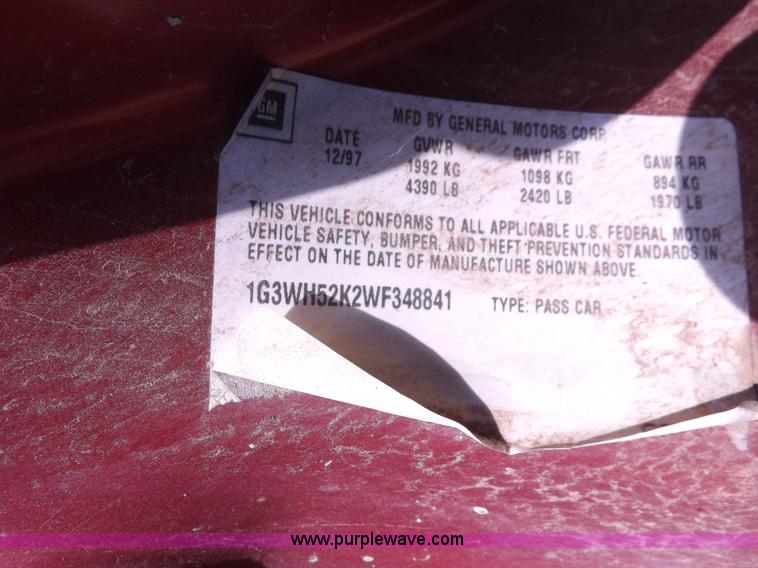 GM
MFD BY GENERAL MOTORS CORP
DATE GVWR GAWR FRT GAWR RR
12/97 1992 KG 1098 KG 894 KG
4390 LB 2420 LB 1970 LB
THIS VEHICLE CONFORMS TO ALL APPLICABLE U.S. FEDERAL MOTOR
VEHICLE SAFETY, BUMPER, AND THEFT PREVENTION STANDARDS IN
EFFECT ON THE DATE OF MANUFACTURE SHOWN ABOVE.
1G3WH52K2WF348841 TYPE: PASS CAR
www.purplewave.com